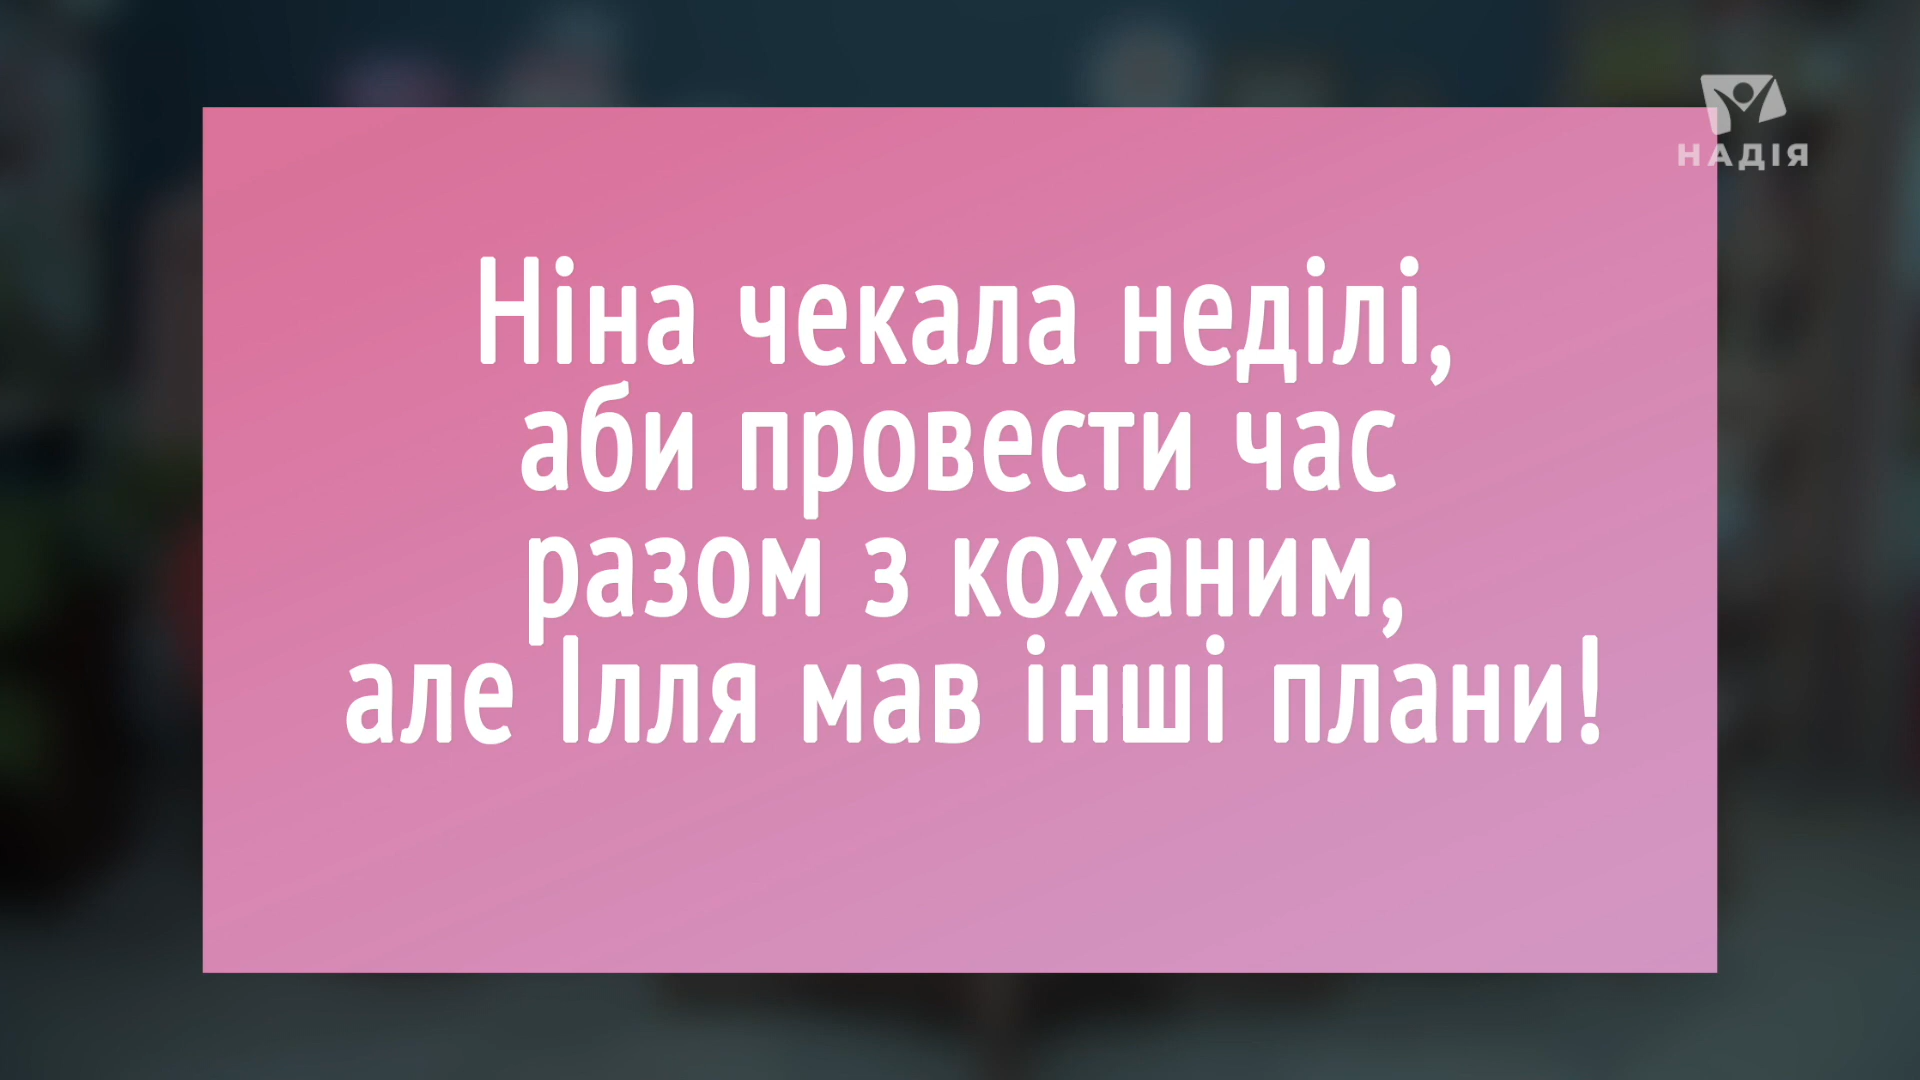 НАДІЯ
Ніна чекала неділі,
аби провести час
разом з коханим,
але Ілля мав інші плани!